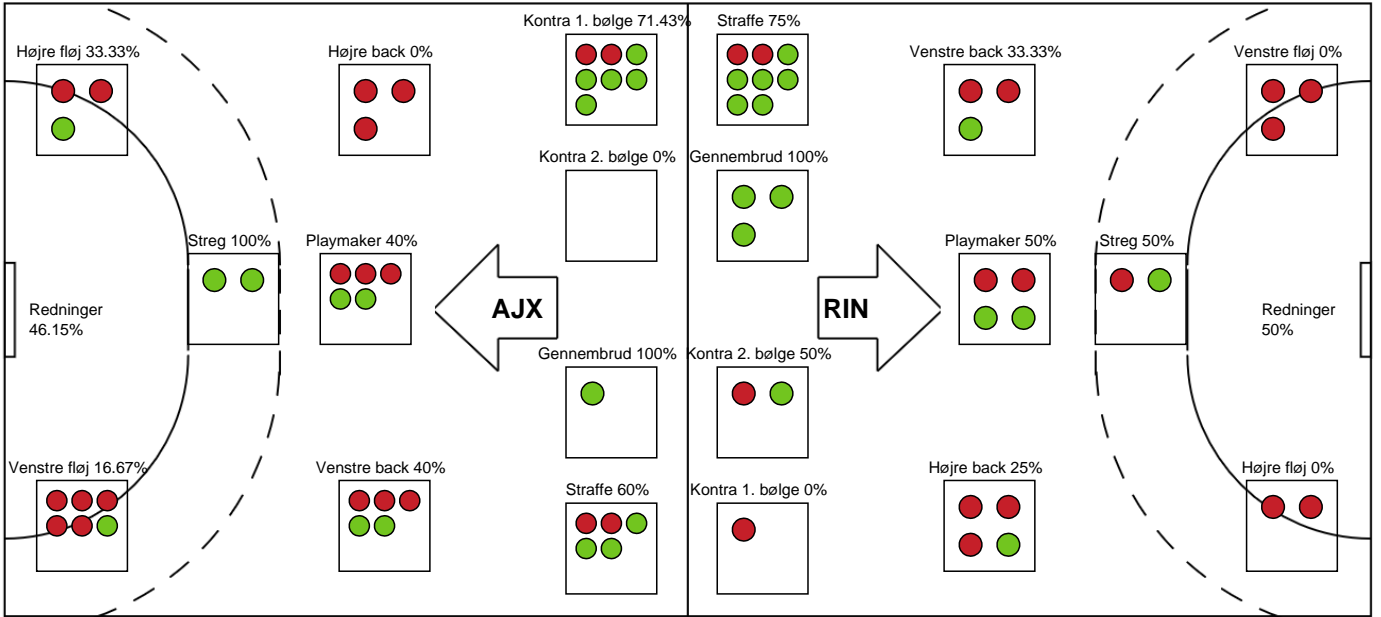 Kontra 1. bølge 71.43%
Straffe 75%
Højre fløj 33.33%
Højre back 0%
Venstre back 33.33%
Venstre fløj 0%
Kontra 2. bølge 0%
Gennembrud 100%
Streg 100%
Playmaker 40%
Playmaker 50%
Streg 50%
Redninger
46.15%
AJX
RIN
Redninger
50%
Gennembrud 100%
Kontra 2. bølge 50%
Venstre fløj 16.67%
Venstre back 40%
Højre back 25%
Højre fløj 0%
Straffe 60%
Kontra 1. bølge 0%